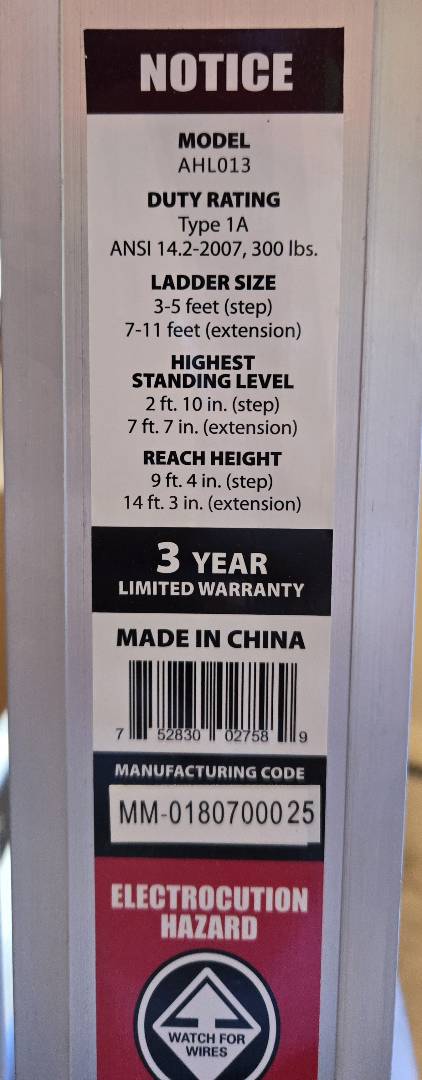 NOTICE
MODEL
AHL013
DUTY RATING
Type 1A
ANSI 14.2-2007, 300 lbs.
LADDER SIZE
3-5 feet (step)
7-11 feet (extension)
HIGHEST
STANDING LEVEL
2 ft. 10 in. (step)
7 ft. 7 in. (extension)
REACH HEIGHT
9 ft. 4 in. (step)
14 ft. 3 in. (extension)
3 YEAR
LIMITED WARRANTY
MADE IN CHINA
7 52830 02758 9
MANUFACTURING CODE
MM-0180700025
ELECTROCUTION
HAZARD
WATCH FOR
WIRES